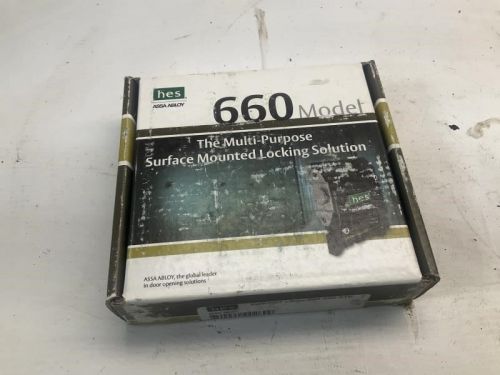 hes
ASSA ABLOY
660 Model
The Multi-Purpose
Surface Mounted Locking Solution
hes
ASSA ABLOY, the global leader
in door opening solutions